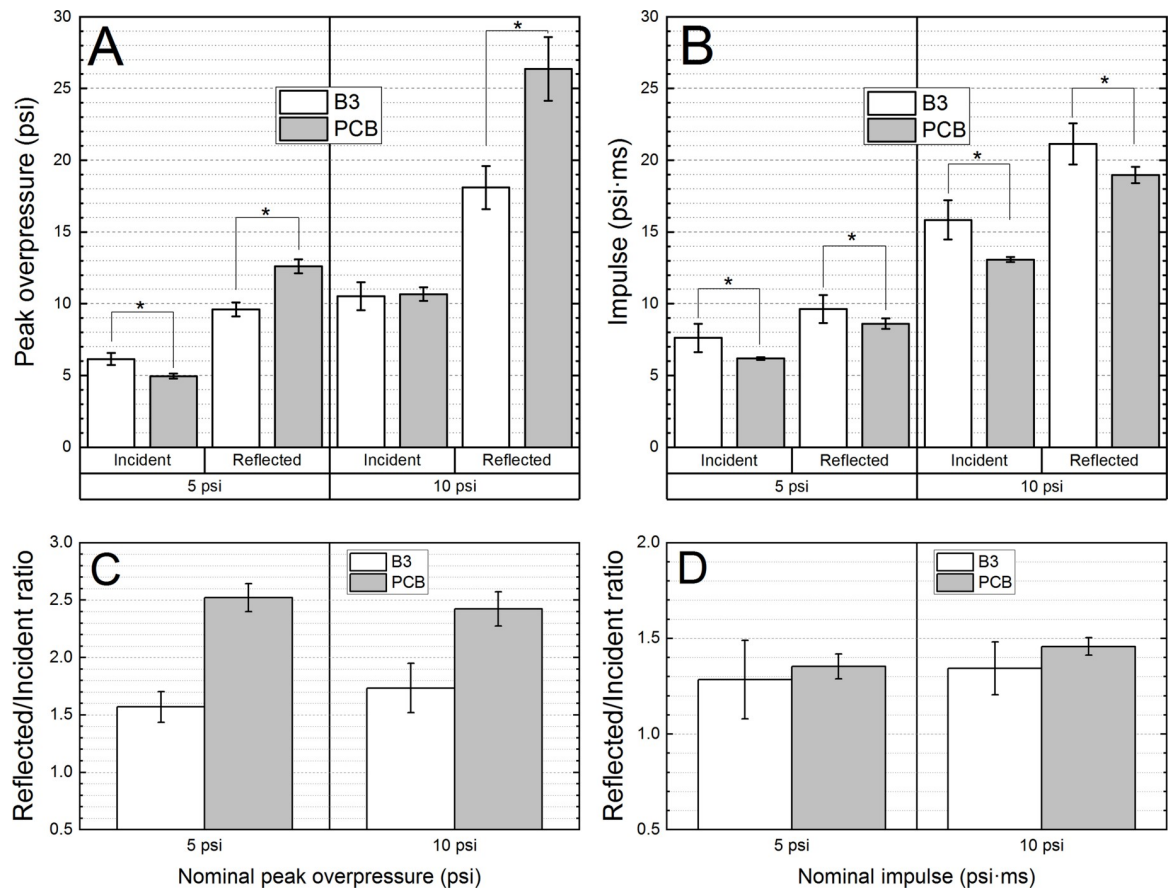 A
B3
PCB
*
*
*
Peak overpressure (psi)
30
25
20
15
10
5
0
Incident
Reflected
Incident
Reflected
5 psi
10 psi
B
B3
PCB
*
*
*
*
Impulse (psi·ms)
30
25
20
15
10
5
0
Incident
Reflected
Incident
Reflected
5 psi
10 psi
C
B3
PCB
Reflected/Incident ratio
3.0
2.5
2.0
1.5
1.0
0.5
5 psi
10 psi
Nominal peak overpressure (psi)
D
B3
PCB
Reflected/Incident ratio
2.0
1.5
1.0
0.5
5 psi
10 psi
Nominal impulse (psi·ms)